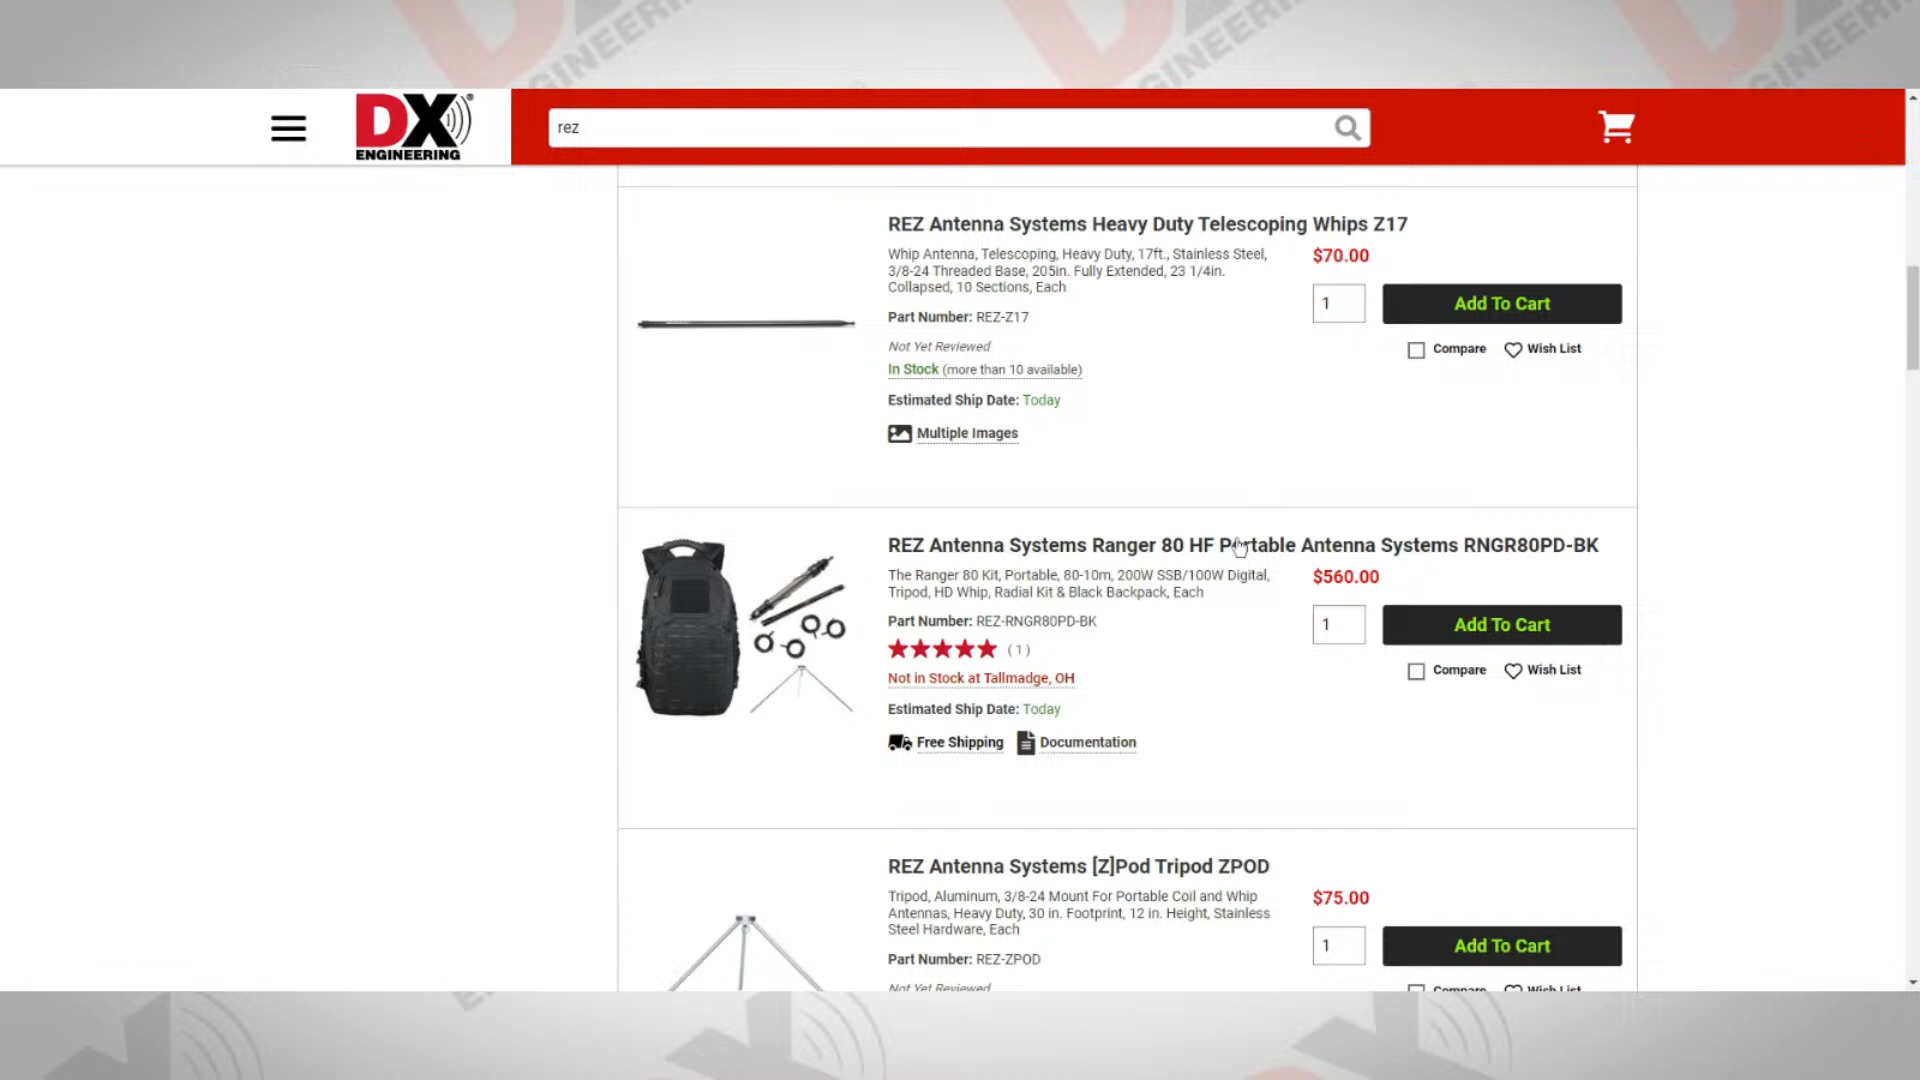 DX
ENGINEERING
rez
REZ Antenna Systems Heavy Duty Telescoping Whips Z17
Whip Antenna, Telescoping, Heavy Duty, 17ft., Stainless Steel,
3/8-24 Threaded Base, 205in. Fully Extended, 23 1/4in.
Collapsed, 10 Sections, Each
$70.00
1
Add To Cart
Part Number: REZ-Z17
Not Yet Reviewed
Compare
Wish List
In Stock (more than 10 available)
Estimated Ship Date: Today
Multiple Images
REZ Antenna Systems Ranger 80 HF Portable Antenna Systems RNGR80PD-BK
The Ranger 80 Kit, Portable, 80-10m, 200W SSB/100W Digital,
Tripod, HD Whip, Radial Kit & Black Backpack, Each
$560.00
1
Add To Cart
Part Number: REZ-RNGR80PD-BK
( 1 )
Compare
Wish List
Not in Stock at Tallmadge, OH
Estimated Ship Date: Today
Free Shipping
Documentation
REZ Antenna Systems [Z]Pod Tripod ZPOD
Tripod, Aluminum, 3/8-24 Mount For Portable Coil and Whip
Antennas, Heavy Duty, 30 in. Footprint, 12 in. Height, Stainless
Steel Hardware, Each
$75.00
1
Add To Cart
Part Number: REZ-ZPOD
Not Yet Reviewed
Compare
Wish List